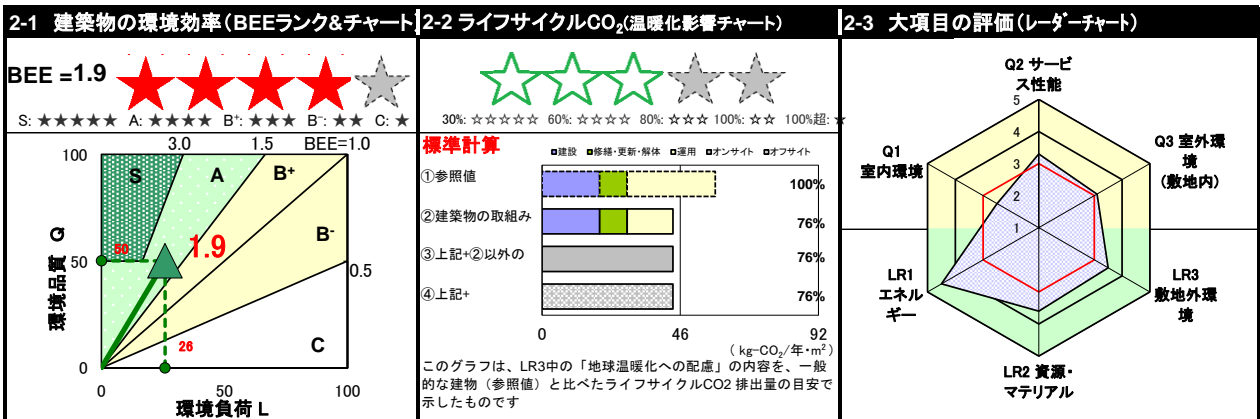 2-1 建築物の環境効率(BEEランク&チャート)
BEE = 1.9
S: ★★★★★ A: ★★★★ B⁺: ★★★ B⁻: ★★ C: ★
3.0 1.5 BEE=1.0
100
S
A
B⁺
50
1.9
B⁻
50
0.5
環境品質 Q
26
C
0
0 50 100
環境負荷 L
2-2 ライフサイクルCO₂(温暖化影響チャート)
30%: ☆☆☆☆☆ 60%: ☆☆☆☆ 80%: ☆☆☆ 100%: ☆☆ 100%超: ★
標準計算
■建設 ■修繕・更新・解体 □運用 ■オンサイト ■オフサイト
①参照値 100%
②建築物の取組み 76%
③上記+②以外の 76%
④上記+ 76%
0 46 92
( kg-CO₂/年・m²)
このグラフは、LR3中の「地球温暖化への配慮」の内容を、一般
的な建物(参照値)と比べたライフサイクルCO2 排出量の目安で
示したものです
2-3 大項目の評価(レーダーチャート)
Q2 サービ
ス性能
5
4
3
2
1
Q3 室外環
境
(敷地内)
Q1
室内環境
LR1
エネル
ギー
LR3
敷地外環
境
LR2 資源・
マテリアル